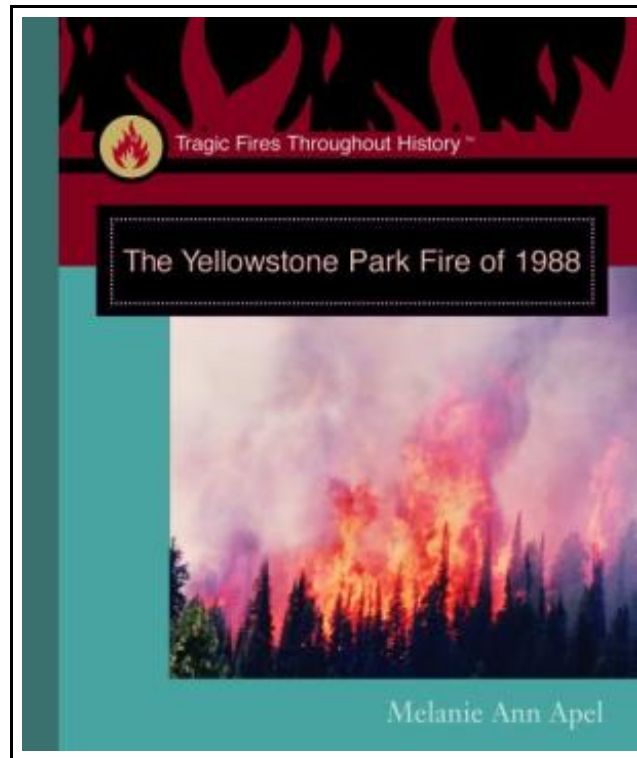 Tragic Fires Throughout History™
The Yellowstone Park Fire of 1988
Melanie Ann Apel